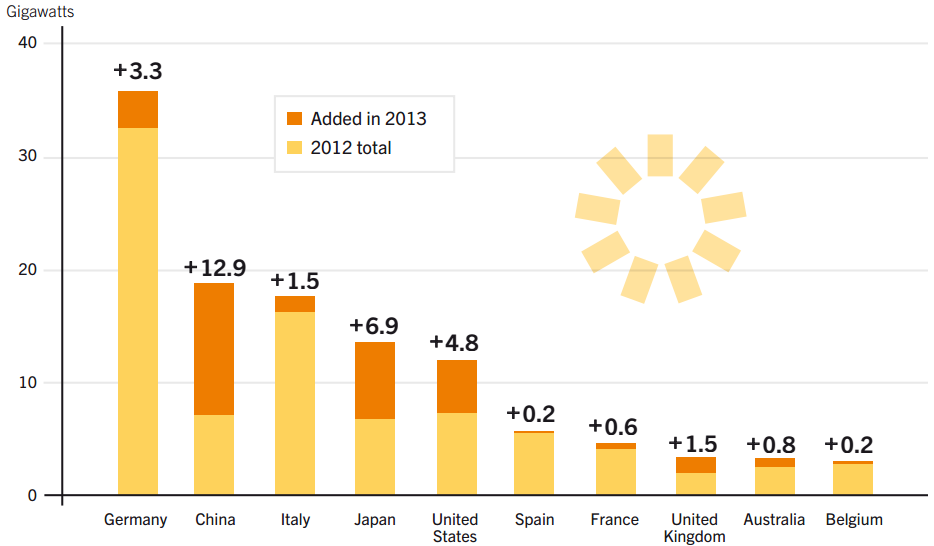 Gigawatts
40
30
20
10
0
+3.3
+12.9
+1.5
+6.9
+4.8
+0.2
+0.6
+1.5
+0.8
+0.2
Added in 2013
2012 total
Germany
China
Italy
Japan
United
States
Spain
France
United
Kingdom
Australia
Belgium